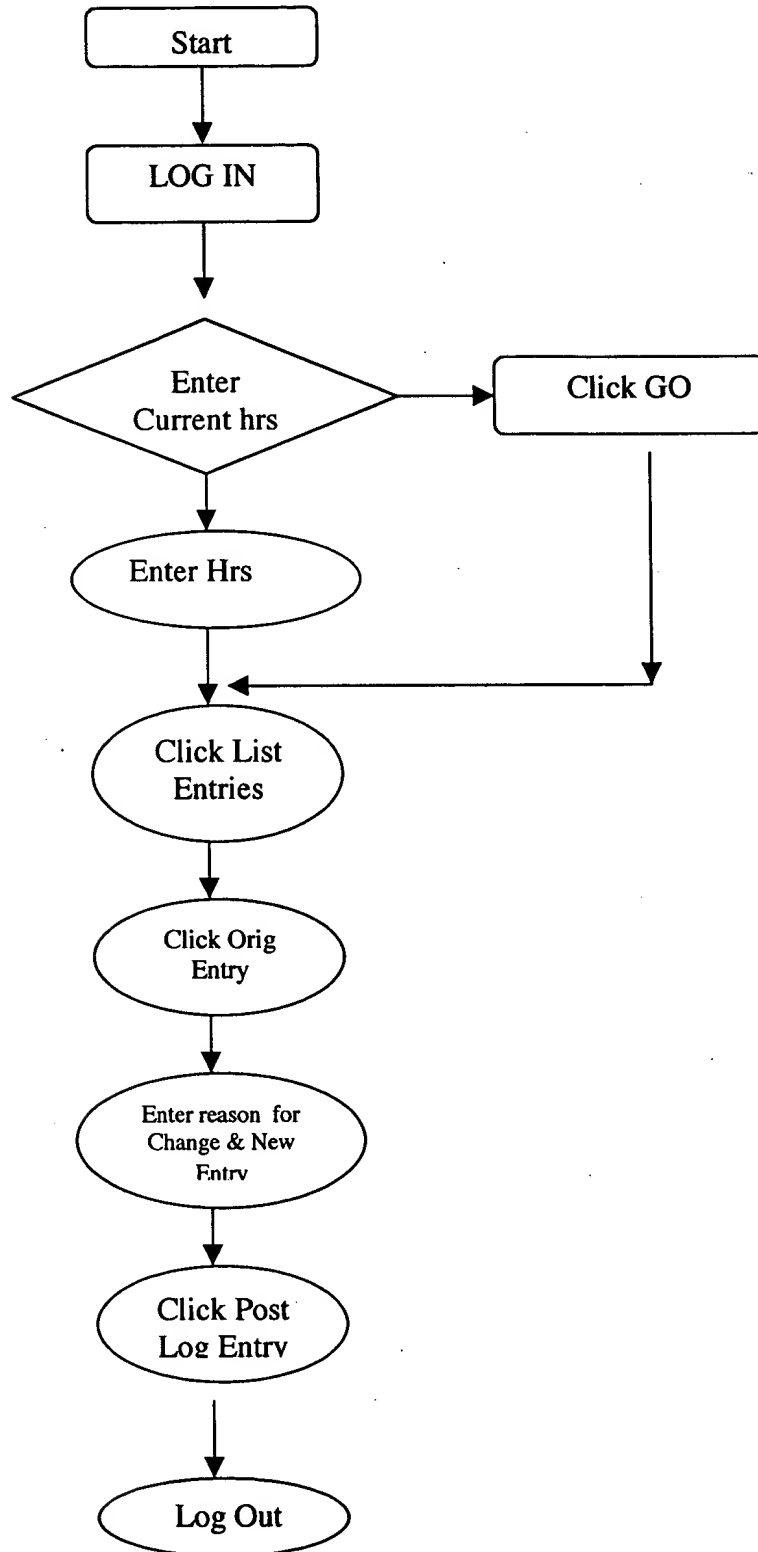 Start
LOG IN
Enter
Current hrs
Click GO
Enter Hrs
Click List
Entries
Click Orig
Entry
Enter reason for
Change & New
Entry
Click Post
Log Entry
Log Out